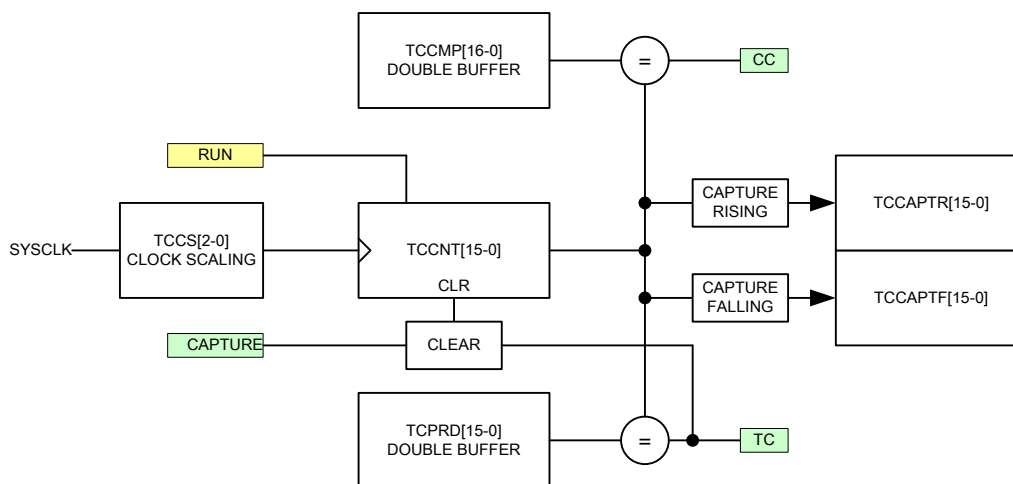 TCCMP[16-0]
DOUBLE BUFFER
=
CC
RUN
CAPTURE
RISING
TCCAPTR[15-0]
SYSCLK
TCCS[2-0]
CLOCK SCALING
TCCNT[15-0]
CLR
CAPTURE
FALLING
TCCAPTF[15-0]
CAPTURE
CLEAR
TCPRD[15-0]
DOUBLE BUFFER
=
TC